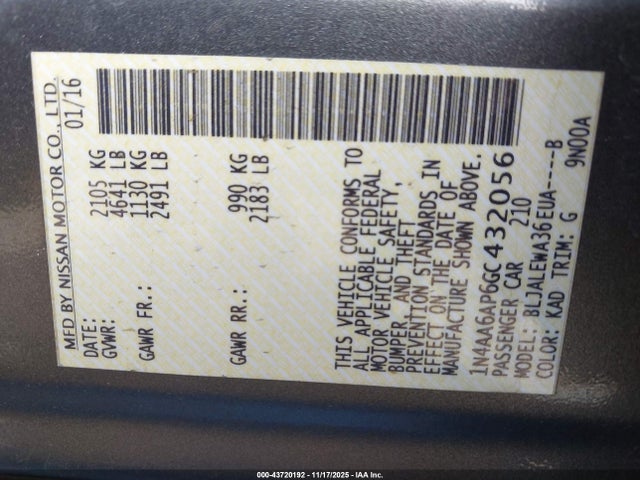 MFD BY NISSAN MOTOR CO., LTD.
DATE: 01/16
GVWR: 2105 KG
4641 LB
GAWR FR.: 1130 KG
2491 LB
GAWR RR.: 990 KG
2183 LB
THIS VEHICLE CONFORMS TO
ALL APPLICABLE FEDERAL
MOTOR VEHICLE SAFETY,
BUMPER, AND THEFT
PREVENTION STANDARDS IN
EFFECT ON THE DATE OF
MANUFACTURE SHOWN ABOVE.
1N4AA6AP6GC432056
PASSENGER CAR 210
MODEL: BLJALEWA36EUA----B
COLOR: KAD TRIM: G 9N00A
000-43720192 - 11/17/2025 - IAA Inc.